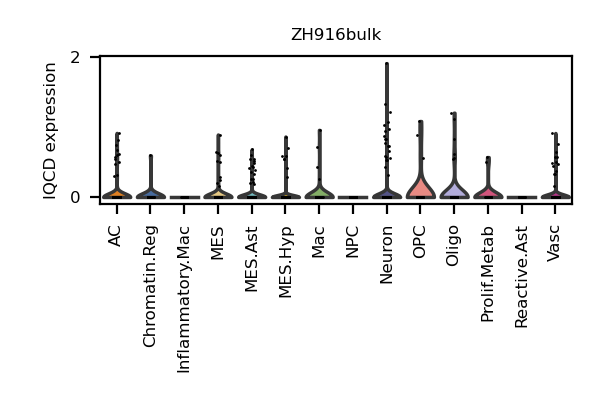 ZH916bulk
IQCD expression
2
0
AC
Chromatin.Reg
Inflammatory.Mac
MES
MES.Ast
MES.Hyp
Mac
NPC
Neuron
OPC
Oligo
Prolif.Metab
Reactive.Ast
Vasc